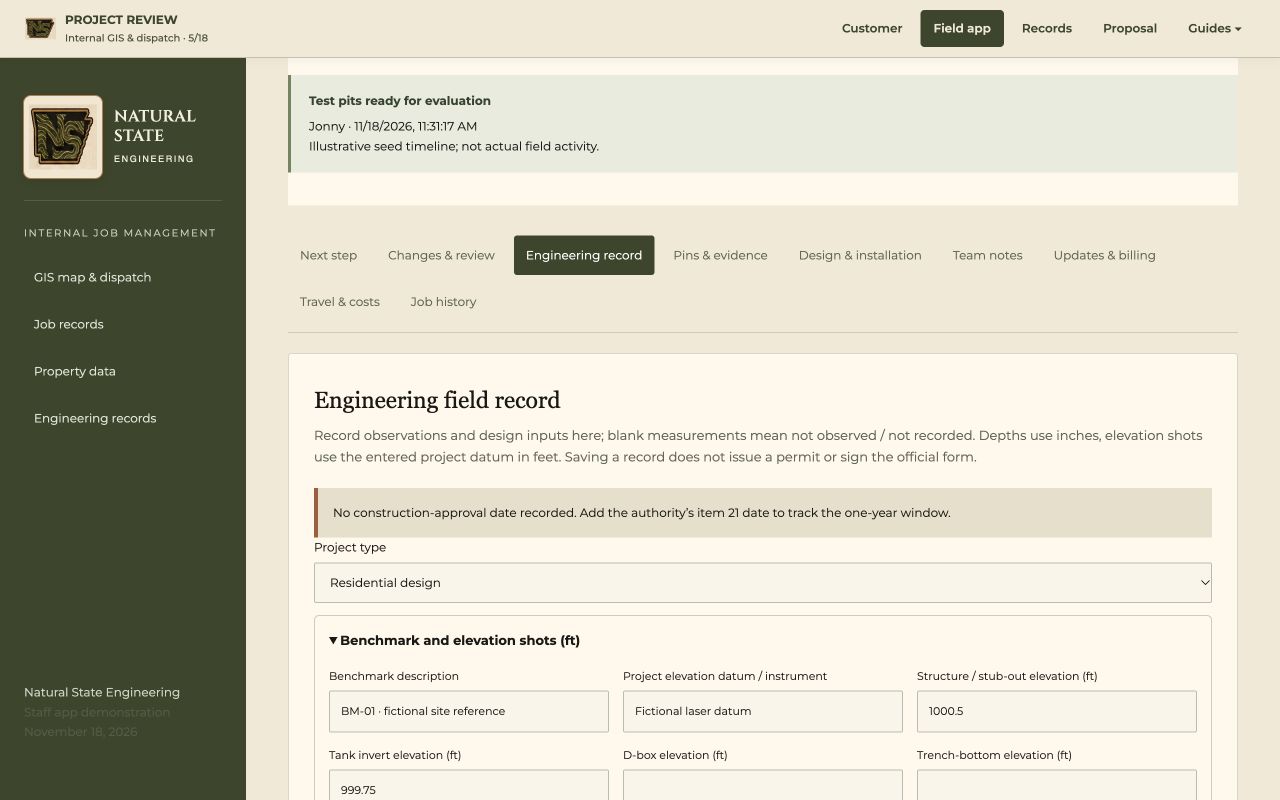 PROJECT REVIEW
Internal GIS & dispatch · 5/18
Customer
Field app
Records
Proposal
Guides
NATURAL
STATE
ENGINEERING
INTERNAL JOB MANAGEMENT
GIS map & dispatch
Job records
Property data
Engineering records
Natural State Engineering
Staff app demonstration
November 18, 2026
Test pits ready for evaluation
Jonny · 11/18/2026, 11:31:17 AM
Illustrative seed timeline; not actual field activity.
Next step
Changes & review
Engineering record
Pins & evidence
Design & installation
Team notes
Updates & billing
Travel & costs
Job history
Engineering field record
Record observations and design inputs here; blank measurements mean not observed / not recorded. Depths use inches, elevation shots
use the entered project datum in feet. Saving a record does not issue a permit or sign the official form.
No construction-approval date recorded. Add the authority’s item 21 date to track the one-year window.
Project type
Residential design
Benchmark and elevation shots (ft)
Benchmark description
Project elevation datum / instrument
Structure / stub-out elevation (ft)
BM-01 · fictional site reference
Fictional laser datum
1000.5
Tank invert elevation (ft)
D-box elevation (ft)
Trench-bottom elevation (ft)
999.75